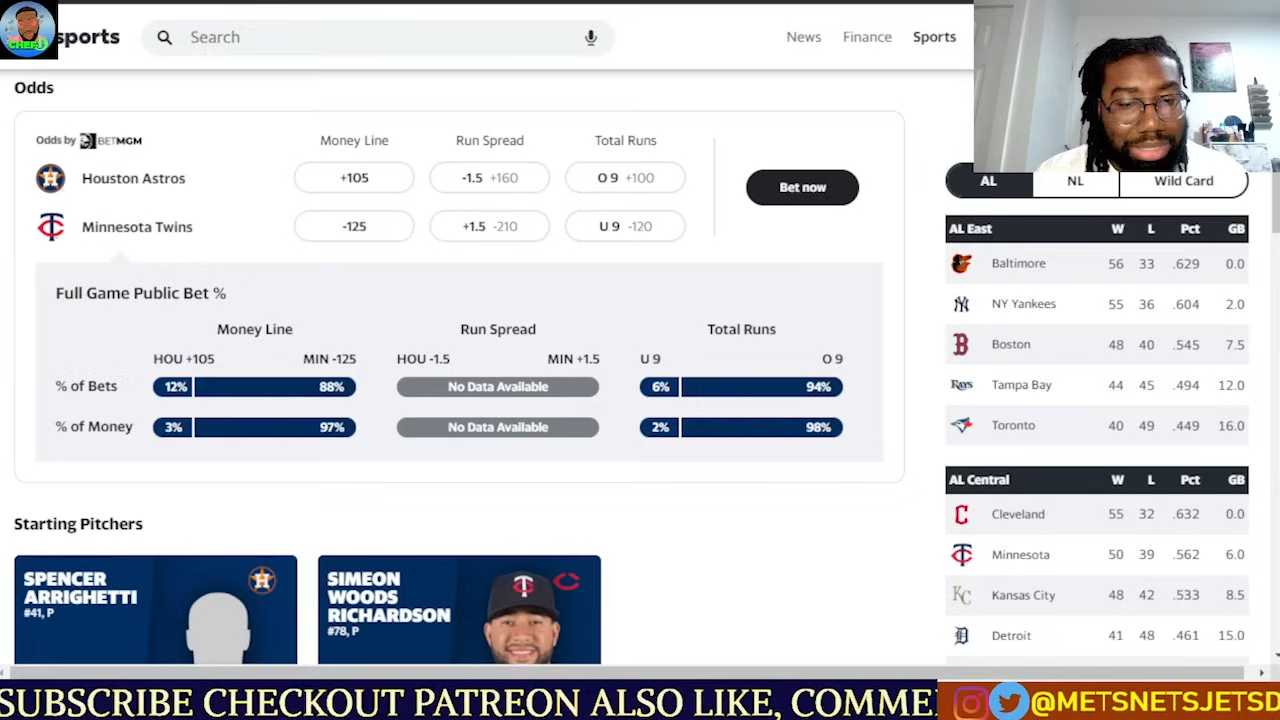 CHEF
sports
Search
News
Finance
Sports
Odds
Odds by BETMGM
Money Line
Run Spread
Total Runs
Houston Astros
+105
-1.5 +160
O 9 +100
Minnesota Twins
-125
+1.5 -210
U 9 -120
Bet now
Full Game Public Bet %
Money Line
Run Spread
Total Runs
HOU +105
MIN -125
HOU -1.5
MIN +1.5
U 9
O 9
% of Bets
12%
88%
No Data Available
6%
94%
% of Money
3%
97%
No Data Available
2%
98%
Starting Pitchers
SPENCER
ARRIGHETTI
#41, P
SIMEON
WOODS
RICHARDSON
#78, P
AL
NL
Wild Card
AL East W L Pct GB
Baltimore 56 33 .629 0.0
NY Yankees 55 36 .604 2.0
Boston 48 40 .545 7.5
Tampa Bay 44 45 .494 12.0
Toronto 40 49 .449 16.0
AL Central W L Pct GB
Cleveland 55 32 .632 0.0
Minnesota 50 39 .562 6.0
Kansas City 48 42 .533 8.5
Detroit 41 48 .461 15.0
SUBSCRIBE CHECKOUT PATREON ALSO LIKE, COMME
@METSNETSJETSD